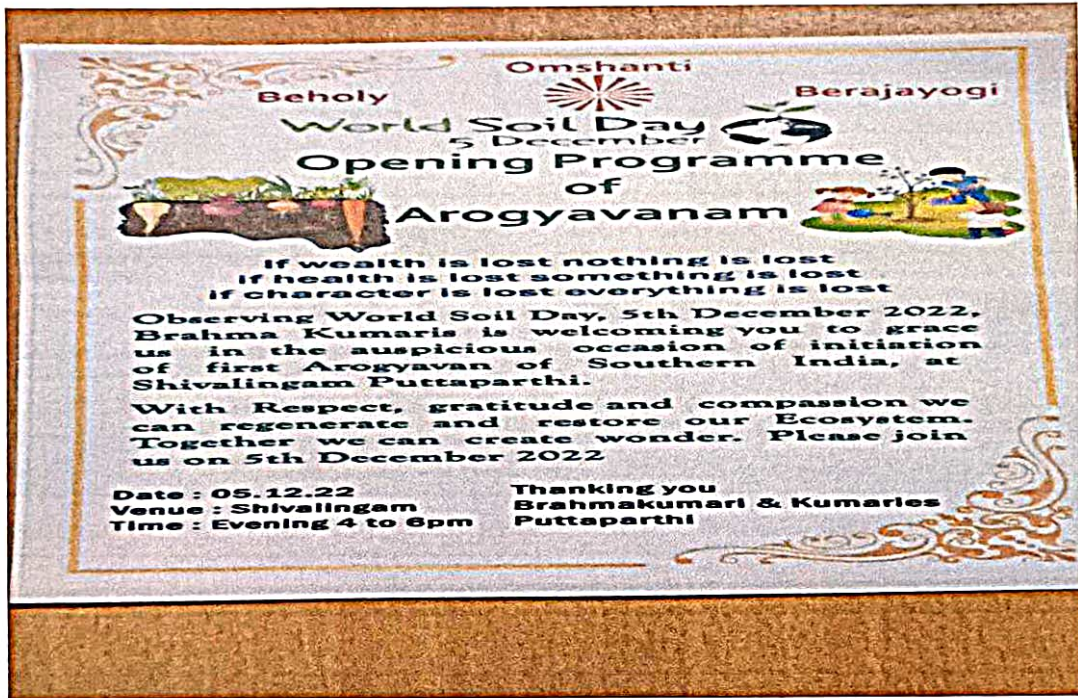 Omshanti
Beholy
Berajayogi
World Soil Day
5 December
Opening Programme
of
Arogyavanam
If wealth is lost nothing is lost
if health is lost something is lost
if character is lost everything is lost
Observing World Soil Day, 5th December 2022,
Brahma Kumaris is welcoming you to grace
us in the auspicious occasion of initiation
of first Arogyavan of Southern India, at
Shivalingam Puttaparthi.
With Respect, gratitude and compassion we
can regenerate and restore our Ecosystem.
Together we can create wonder. Please join
us on 5th December 2022
Date : 05.12.22
Venue : Shivalingam
Time : Evening 4 to 6pm
Thanking you
Brahmakumari & Kumaries
Puttaparthi